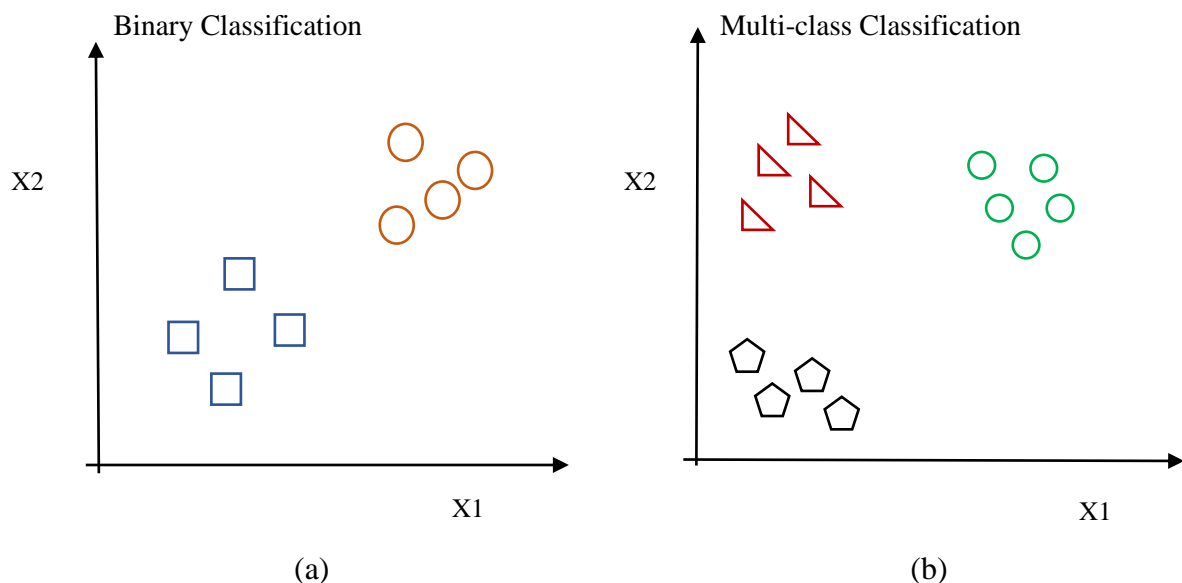 Binary Classification
X2
X1
(a)
Multi-class Classification
X2
X1
(b)